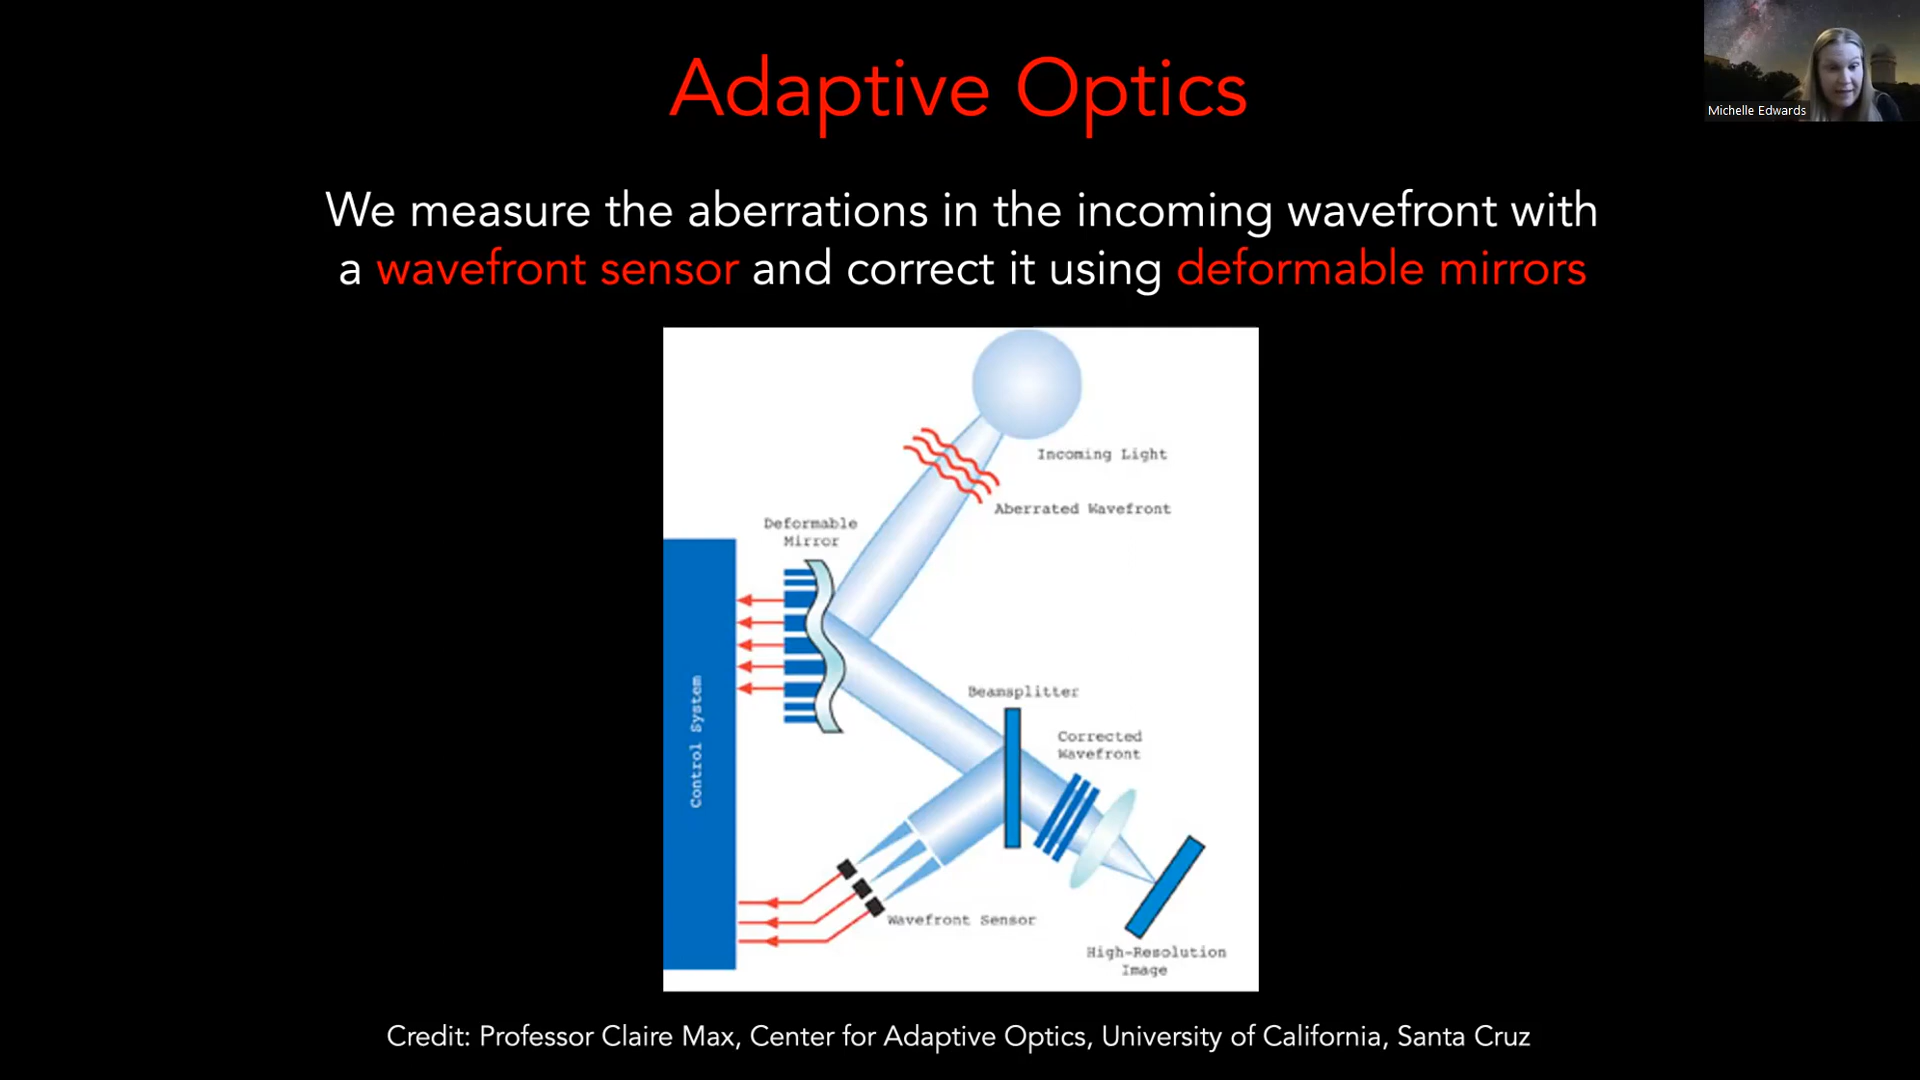 Adaptive Optics
Michelle Edwards
We measure the aberrations in the incoming wavefront with
a wavefront sensor and correct it using deformable mirrors
Incoming Light
Aberrated Wavefront
Deformable
Mirror
Beamsplitter
Corrected
Wavefront
Control System
Wavefront Sensor
High-Resolution
Image
Credit: Professor Claire Max, Center for Adaptive Optics, University of California, Santa Cruz